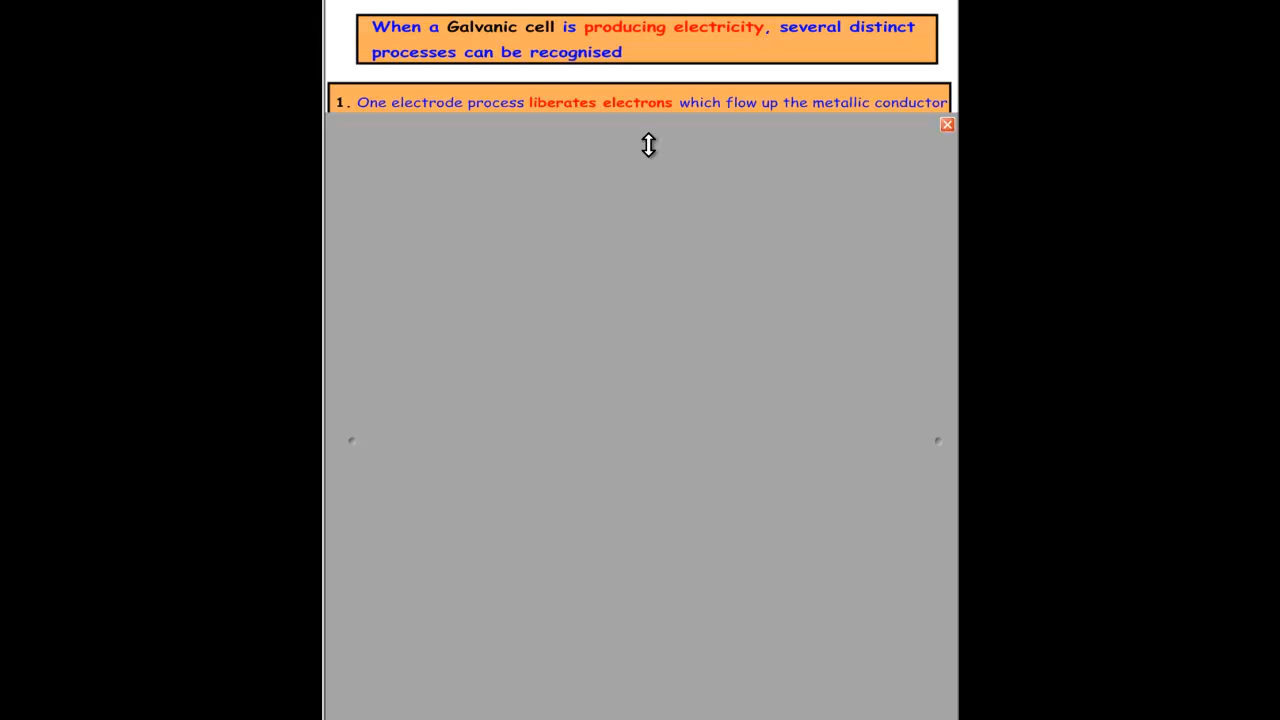 When a Galvanic cell is producing electricity, several distinct
processes can be recognised
1. One electrode process liberates electrons which flow up the metallic conductor